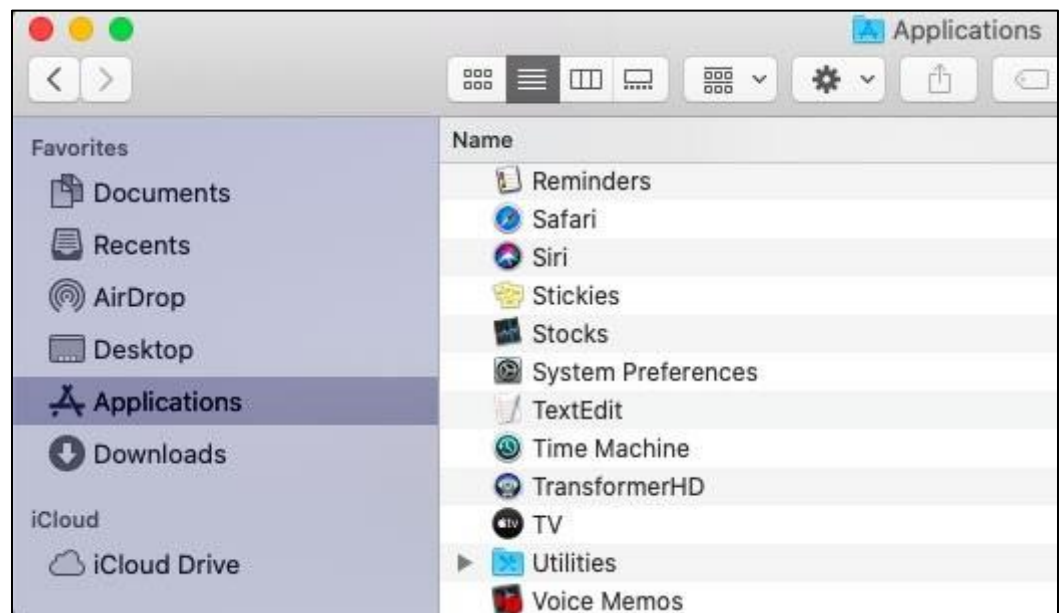 Applications
Favorites
Documents
Recents
AirDrop
Desktop
Applications
Downloads
iCloud
iCloud Drive
Name
Reminders
Safari
Siri
Stickies
Stocks
System Preferences
TextEdit
Time Machine
TransformerHD
tv
TV
Utilities
Voice Memos